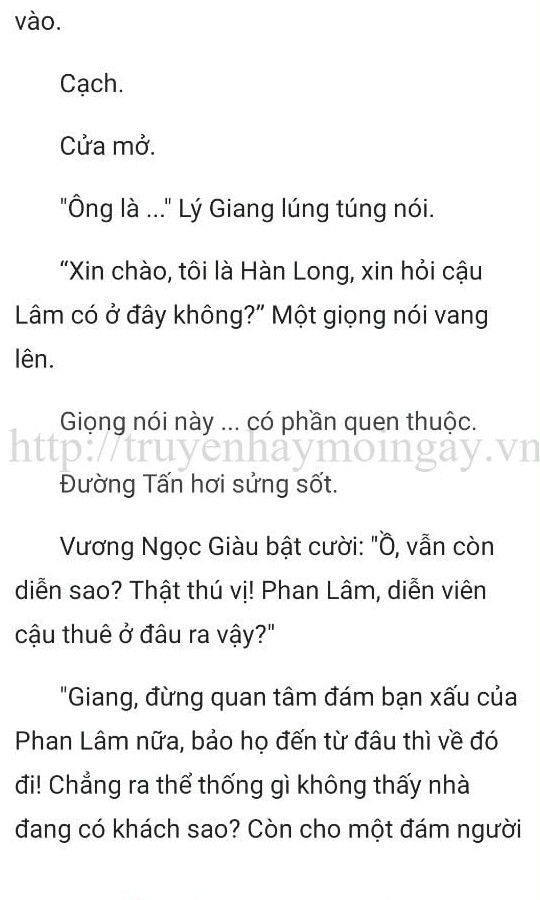 vào.
Cạch.
Cửa mở.
"Ông là ..." Lý Giang lúng túng nói.
“Xin chào, tôi là Hàn Long, xin hỏi cậu
Lâm có ở đây không?” Một giọng nói vang
lên.
Giọng nói này ... có phần quen thuộc.
http://truyenhaymoingay.vn
Đường Tấn hơi sửng sốt.
Vương Ngọc Giàu bật cười: "Ồ, vẫn còn
diễn sao? Thật thú vị! Phan Lâm, diễn viên
cậu thuê ở đâu ra vậy?"
"Giang, đừng quan tâm đám bạn xấu của
Phan Lâm nữa, bảo họ đến từ đâu thì về đó
đi! Chẳng ra thể thống gì không thấy nhà
đang có khách sao? Còn cho một đám người